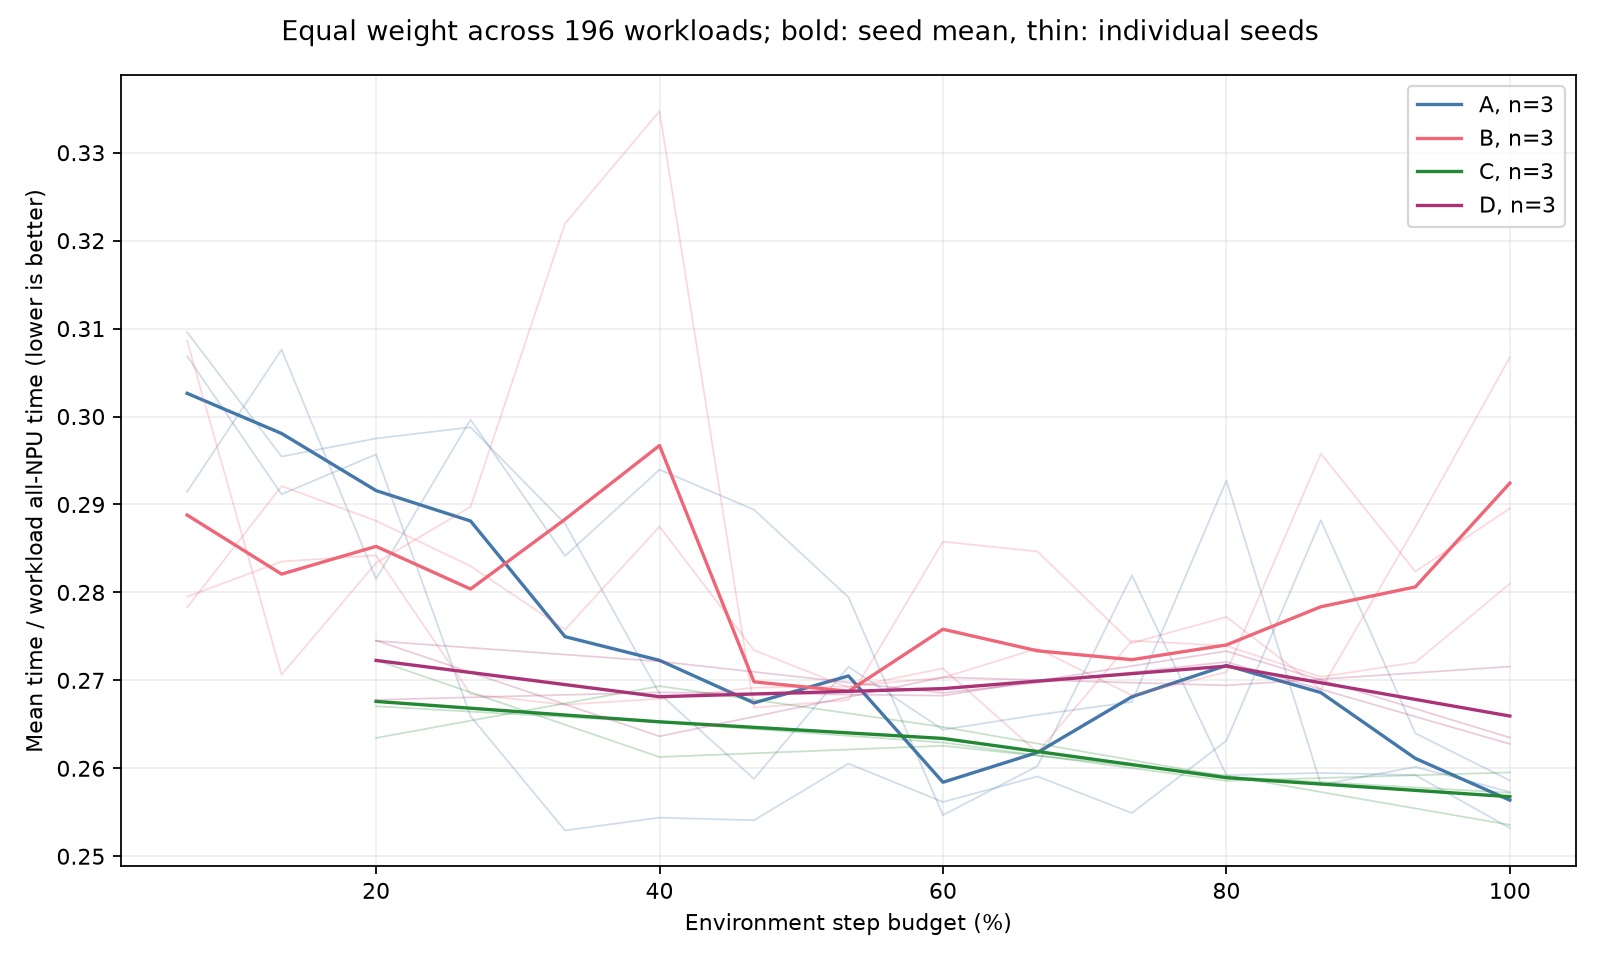 Equal weight across 196 workloads; bold: seed mean, thin: individual seeds
Mean time / workload all-NPU time (lower is better)
0.33
0.32
0.31
0.30
0.29
0.28
0.27
0.26
0.25
A, n=3
B, n=3
C, n=3
D, n=3
20
40
60
80
100
Environment step budget (%)